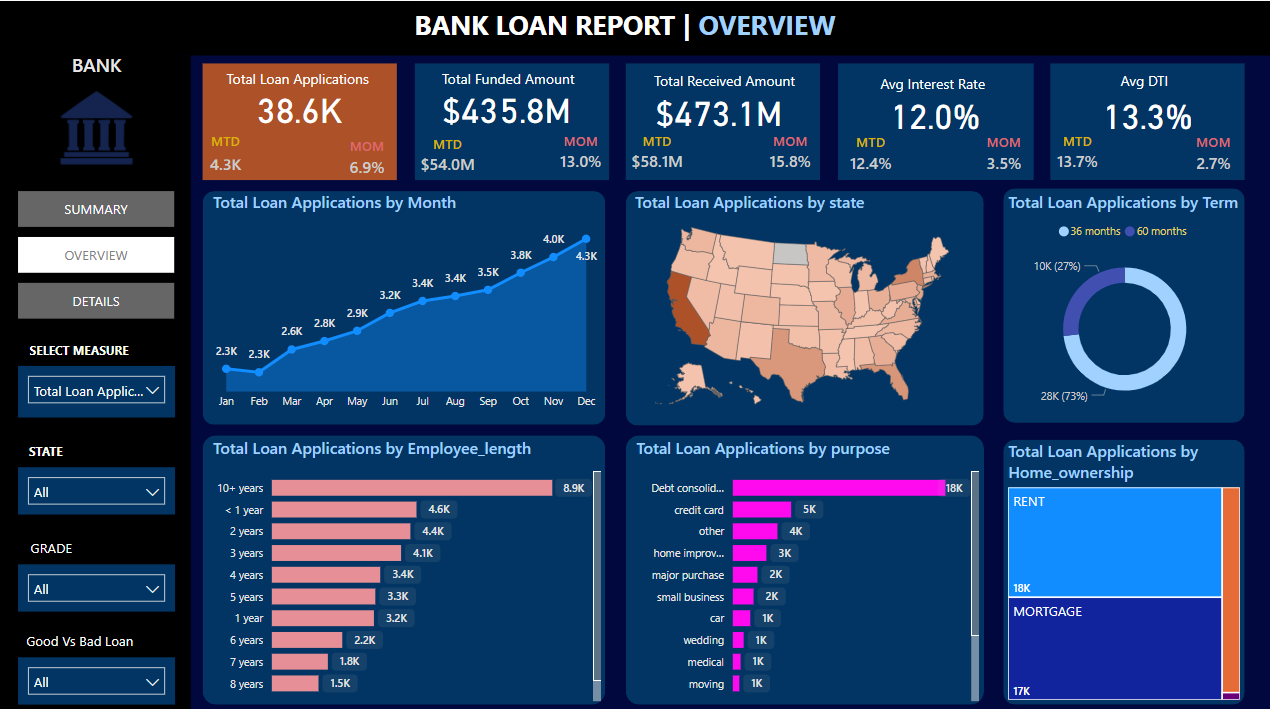 BANK LOAN REPORT | OVERVIEW
BANK
SUMMARY
OVERVIEW
DETAILS
SELECT MEASURE
Total Loan Applic...
STATE
All
GRADE
All
Good Vs Bad Loan
All
Total Loan Applications
38.6K
MTD
MOM
4.3K
6.9%
Total Funded Amount
$435.8M
MTD
MOM
$54.0M
13.0%
Total Received Amount
$473.1M
MTD
MOM
$58.1M
15.8%
Avg Interest Rate
12.0%
MTD
MOM
12.4%
3.5%
Avg DTI
13.3%
MTD
MOM
13.7%
2.7%
Total Loan Applications by Month
2.3K
2.3K
2.6K
2.8K
2.9K
3.2K
3.4K
3.4K
3.5K
3.8K
4.0K
4.3K
Jan Feb Mar Apr May Jun Jul Aug Sep Oct Nov Dec
Total Loan Applications by state
Total Loan Applications by Term
36 months 60 months
10K (27%)
28K (73%)
Total Loan Applications by Employee_length
10+ years 8.9K
< 1 year 4.6K
2 years 4.4K
3 years 4.1K
4 years 3.4K
5 years 3.3K
1 year 3.2K
6 years 2.2K
7 years 1.8K
8 years 1.5K
Total Loan Applications by purpose
Debt consolid... 18K
credit card 5K
other 4K
home improv... 3K
major purchase 2K
small business 2K
car 1K
wedding 1K
medical 1K
moving 1K
Total Loan Applications by
Home_ownership
RENT
18K
MORTGAGE
17K